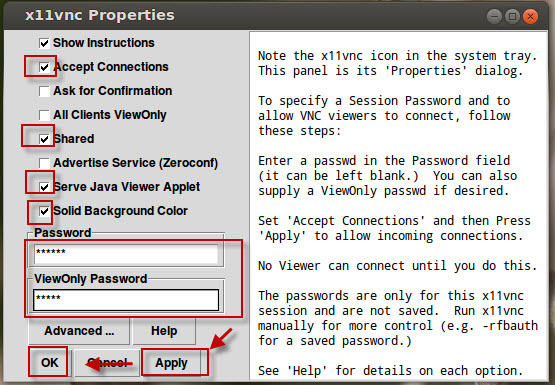 x11vnc Properties
Show Instructions
Accept Connections
Ask for Confirmation
All Clients ViewOnly
Shared
Advertise Service (Zeroconf)
Serve Java Viewer Applet
Solid Background Color
Password
******
ViewOnly Password
*****
Advanced ...
Help
OK
Cancel
Apply
Note the x11vnc icon in the system tray.
This panel is its 'Properties' dialog.
To specify a Session Password and to
allow VNC viewers to connect, follow
these steps:
Enter a passwd in the Password field
(it can be left blank.)  You can also
supply a ViewOnly passwd if desired.
Set 'Accept Connections' and then Press
'Apply' to allow incoming connections.
No Viewer can connect until you do this.
The passwords are only for this x11vnc
session and are not saved.  Run x11vnc
manually for more control (e.g. -rfbauth
for a saved password.)
See 'Help' for details on each option.